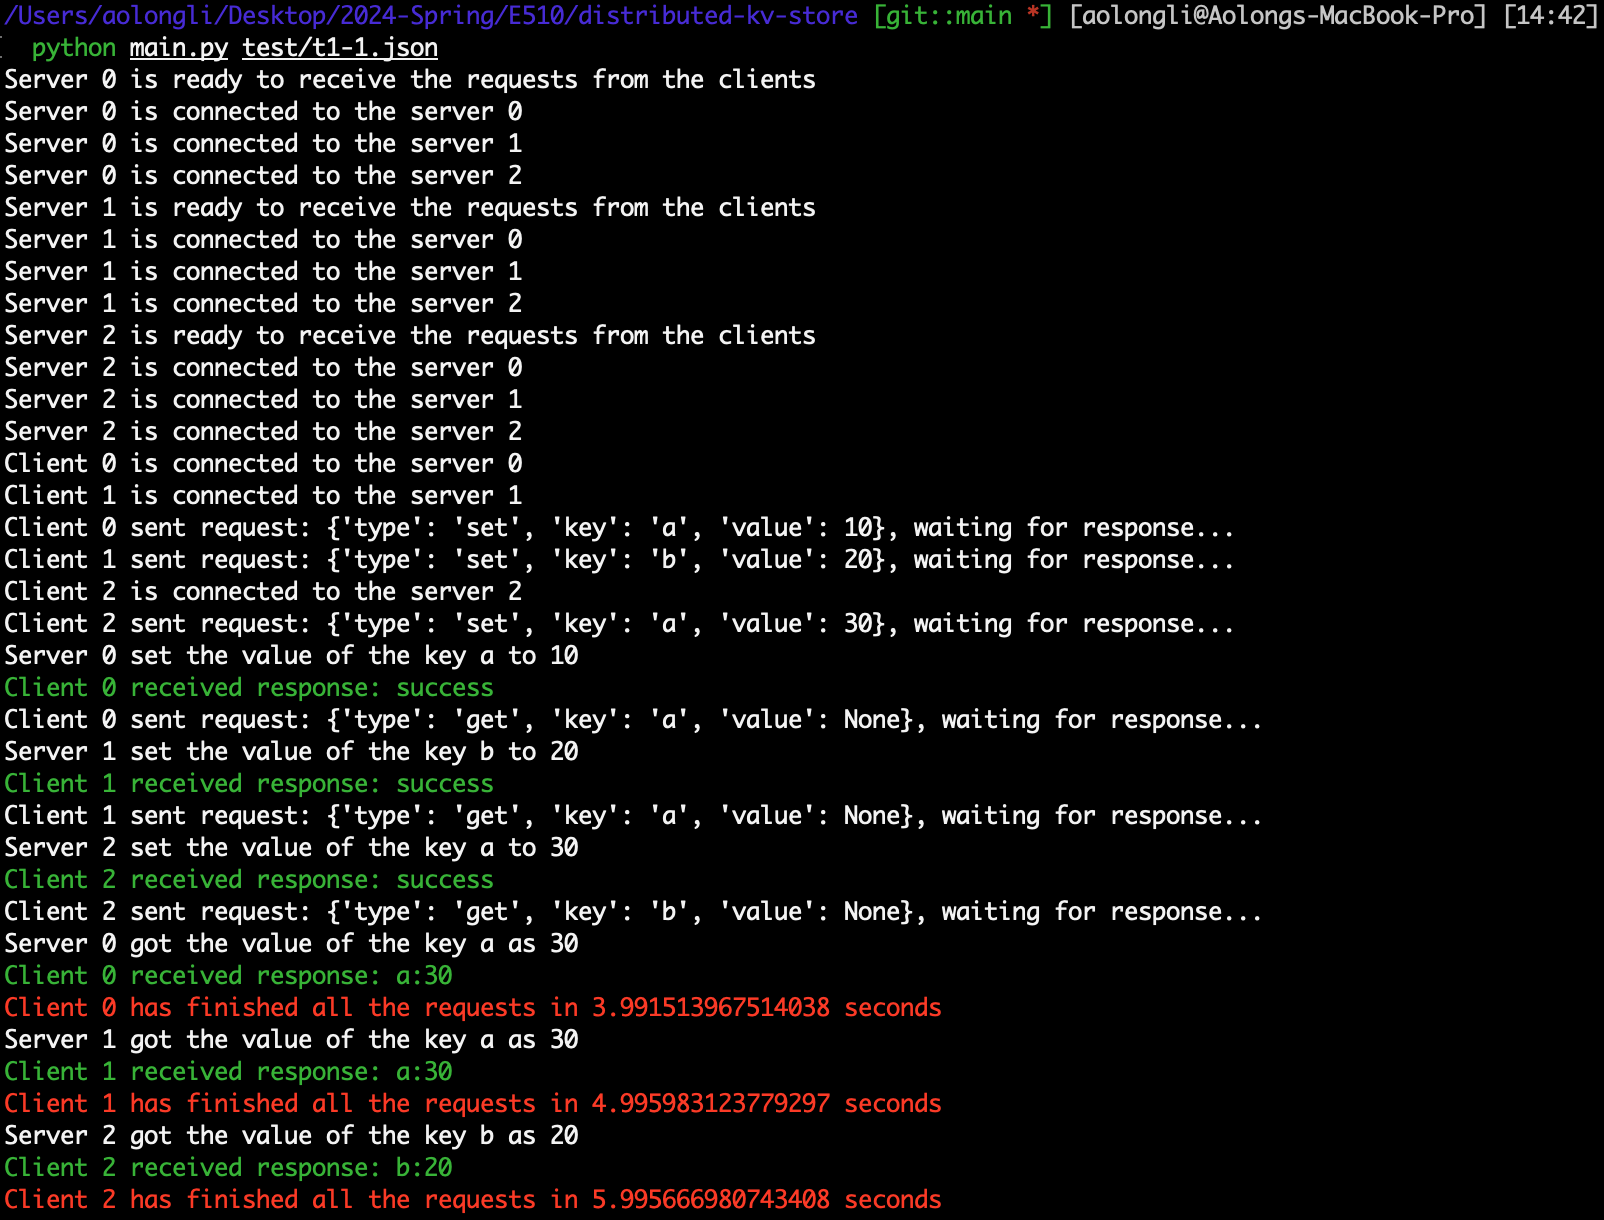 /Users/aolongli/Desktop/2024-Spring/E510/distributed-kv-store [git::main *] [aolongli@Aolongs-MacBook-Pro] [14:42]
python main.py test/t1-1.json
Server 0 is ready to receive the requests from the clients
Server 0 is connected to the server 0
Server 0 is connected to the server 1
Server 0 is connected to the server 2
Server 1 is ready to receive the requests from the clients
Server 1 is connected to the server 0
Server 1 is connected to the server 1
Server 1 is connected to the server 2
Server 2 is ready to receive the requests from the clients
Server 2 is connected to the server 0
Server 2 is connected to the server 1
Server 2 is connected to the server 2
Client 0 is connected to the server 0
Client 1 is connected to the server 1
Client 0 sent request: {'type': 'set', 'key': 'a', 'value': 10}, waiting for response...
Client 1 sent request: {'type': 'set', 'key': 'b', 'value': 20}, waiting for response...
Client 2 is connected to the server 2
Client 2 sent request: {'type': 'set', 'key': 'a', 'value': 30}, waiting for response...
Server 0 set the value of the key a to 10
Client 0 received response: success
Client 0 sent request: {'type': 'get', 'key': 'a', 'value': None}, waiting for response...
Server 1 set the value of the key b to 20
Client 1 received response: success
Client 1 sent request: {'type': 'get', 'key': 'a', 'value': None}, waiting for response...
Server 2 set the value of the key a to 30
Client 2 received response: success
Client 2 sent request: {'type': 'get', 'key': 'b', 'value': None}, waiting for response...
Server 0 got the value of the key a as 30
Client 0 received response: a:30
Client 0 has finished all the requests in 3.991513967514038 seconds
Server 1 got the value of the key a as 30
Client 1 received response: a:30
Client 1 has finished all the requests in 4.995983123779297 seconds
Server 2 got the value of the key b as 20
Client 2 received response: b:20
Client 2 has finished all the requests in 5.995666980743408 seconds